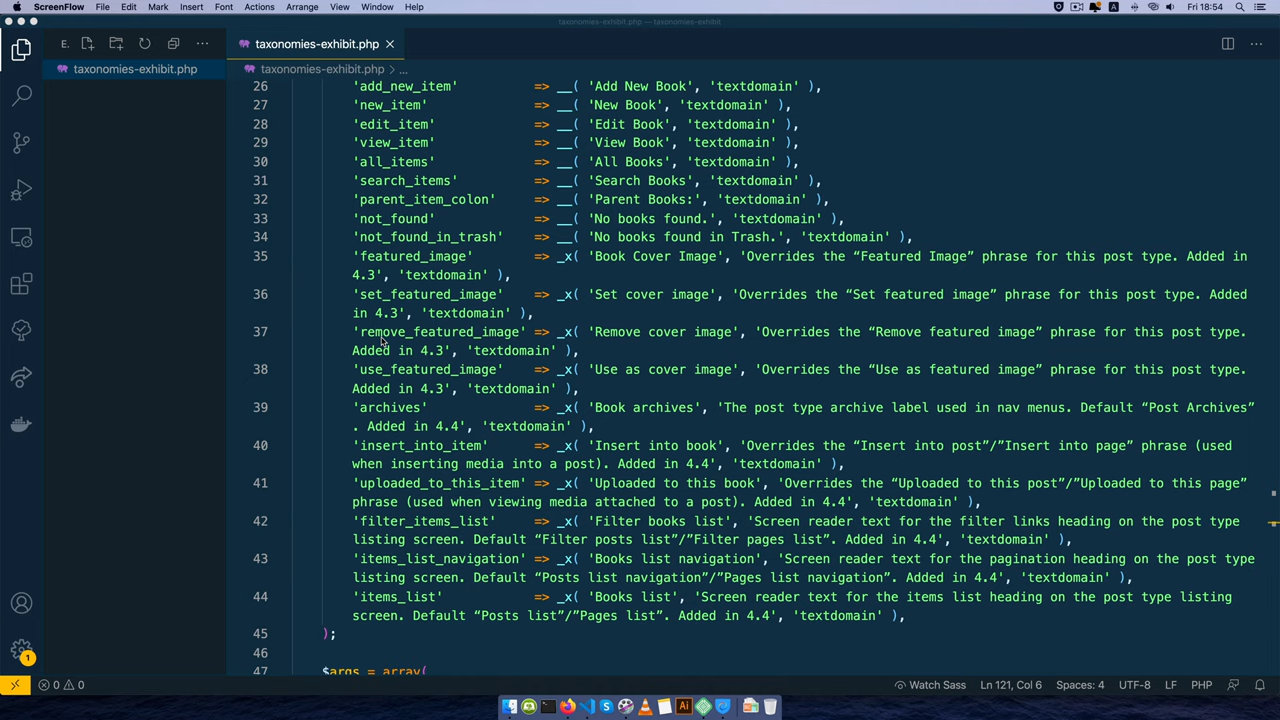 ScreenFlow File Edit Mark Insert Font Actions Arrange View Window Help Fri 18:54
taxonomies-exhibit.php — taxonomies-exhibit
E. taxonomies-exhibit.php
taxonomies-exhibit.php taxonomies-exhibit.php > ...
26 'add_new_item' => __( 'Add New Book', 'textdomain' ),
27 'new_item' => __( 'New Book', 'textdomain' ),
28 'edit_item' => __( 'Edit Book', 'textdomain' ),
29 'view_item' => __( 'View Book', 'textdomain' ),
30 'all_items' => __( 'All Books', 'textdomain' ),
31 'search_items' => __( 'Search Books', 'textdomain' ),
32 'parent_item_colon' => __( 'Parent Books:', 'textdomain' ),
33 'not_found' => __( 'No books found.', 'textdomain' ),
34 'not_found_in_trash' => __( 'No books found in Trash.', 'textdomain' ),
35 'featured_image' => _x( 'Book Cover Image', 'Overrides the “Featured Image” phrase for this post type. Added in
4.3', 'textdomain' ),
36 'set_featured_image' => _x( 'Set cover image', 'Overrides the “Set featured image” phrase for this post type. Added
in 4.3', 'textdomain' ),
37 'remove_featured_image' => _x( 'Remove cover image', 'Overrides the “Remove featured image” phrase for this post type.
Added in 4.3', 'textdomain' ),
38 'use_featured_image' => _x( 'Use as cover image', 'Overrides the “Use as featured image” phrase for this post type.
Added in 4.3', 'textdomain' ),
39 'archives' => _x( 'Book archives', 'The post type archive label used in nav menus. Default “Post Archives”
. Added in 4.4', 'textdomain' ),
40 'insert_into_item' => _x( 'Insert into book', 'Overrides the “Insert into post”/”Insert into page” phrase (used
when inserting media into a post). Added in 4.4', 'textdomain' ),
41 'uploaded_to_this_item' => _x( 'Uploaded to this book', 'Overrides the “Uploaded to this post”/”Uploaded to this page”
phrase (used when viewing media attached to a post). Added in 4.4', 'textdomain' ),
42 'filter_items_list' => _x( 'Filter books list', 'Screen reader text for the filter links heading on the post type
listing screen. Default “Filter posts list”/”Filter pages list”. Added in 4.4', 'textdomain' ),
43 'items_list_navigation' => _x( 'Books list navigation', 'Screen reader text for the pagination heading on the post type
listing screen. Default “Posts list navigation”/”Pages list navigation”. Added in 4.4', 'textdomain' ),
44 'items_list' => _x( 'Books list', 'Screen reader text for the items list heading on the post type listing
screen. Default “Posts list”/”Pages list”. Added in 4.4', 'textdomain' ),
45 );
46
47 $args = array(
1
0 0 Watch Sass Ln 121, Col 6 Spaces: 4 UTF-8 LF PHP